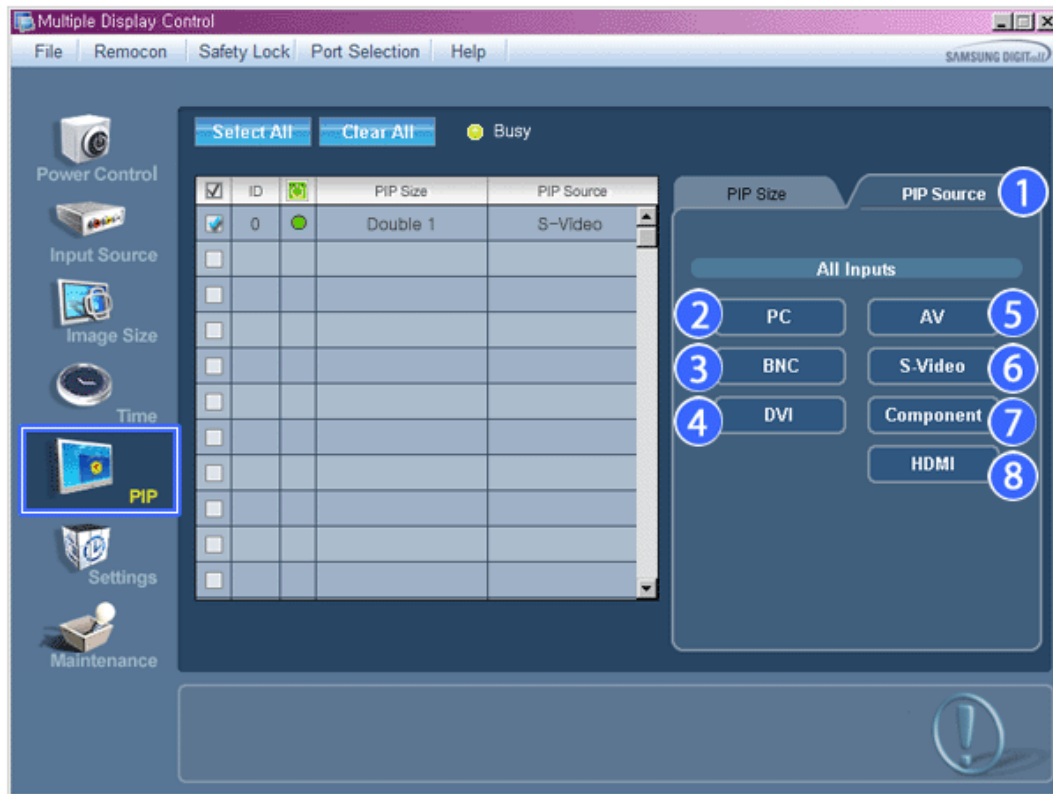 Multiple Display Control
File Remocon Safety Lock Port Selection Help
SAMSUNG DIGITall
Select All Clear All Busy
Power Control
Input Source
Image Size
Time
PIP
Settings
Maintenance
ID PIP Size PIP Source
0 Double 1 S-Video
PIP Size PIP Source 1
All Inputs
2 PC AV 5
3 BNC S-Video 6
4 DVI Component 7
HDMI 8